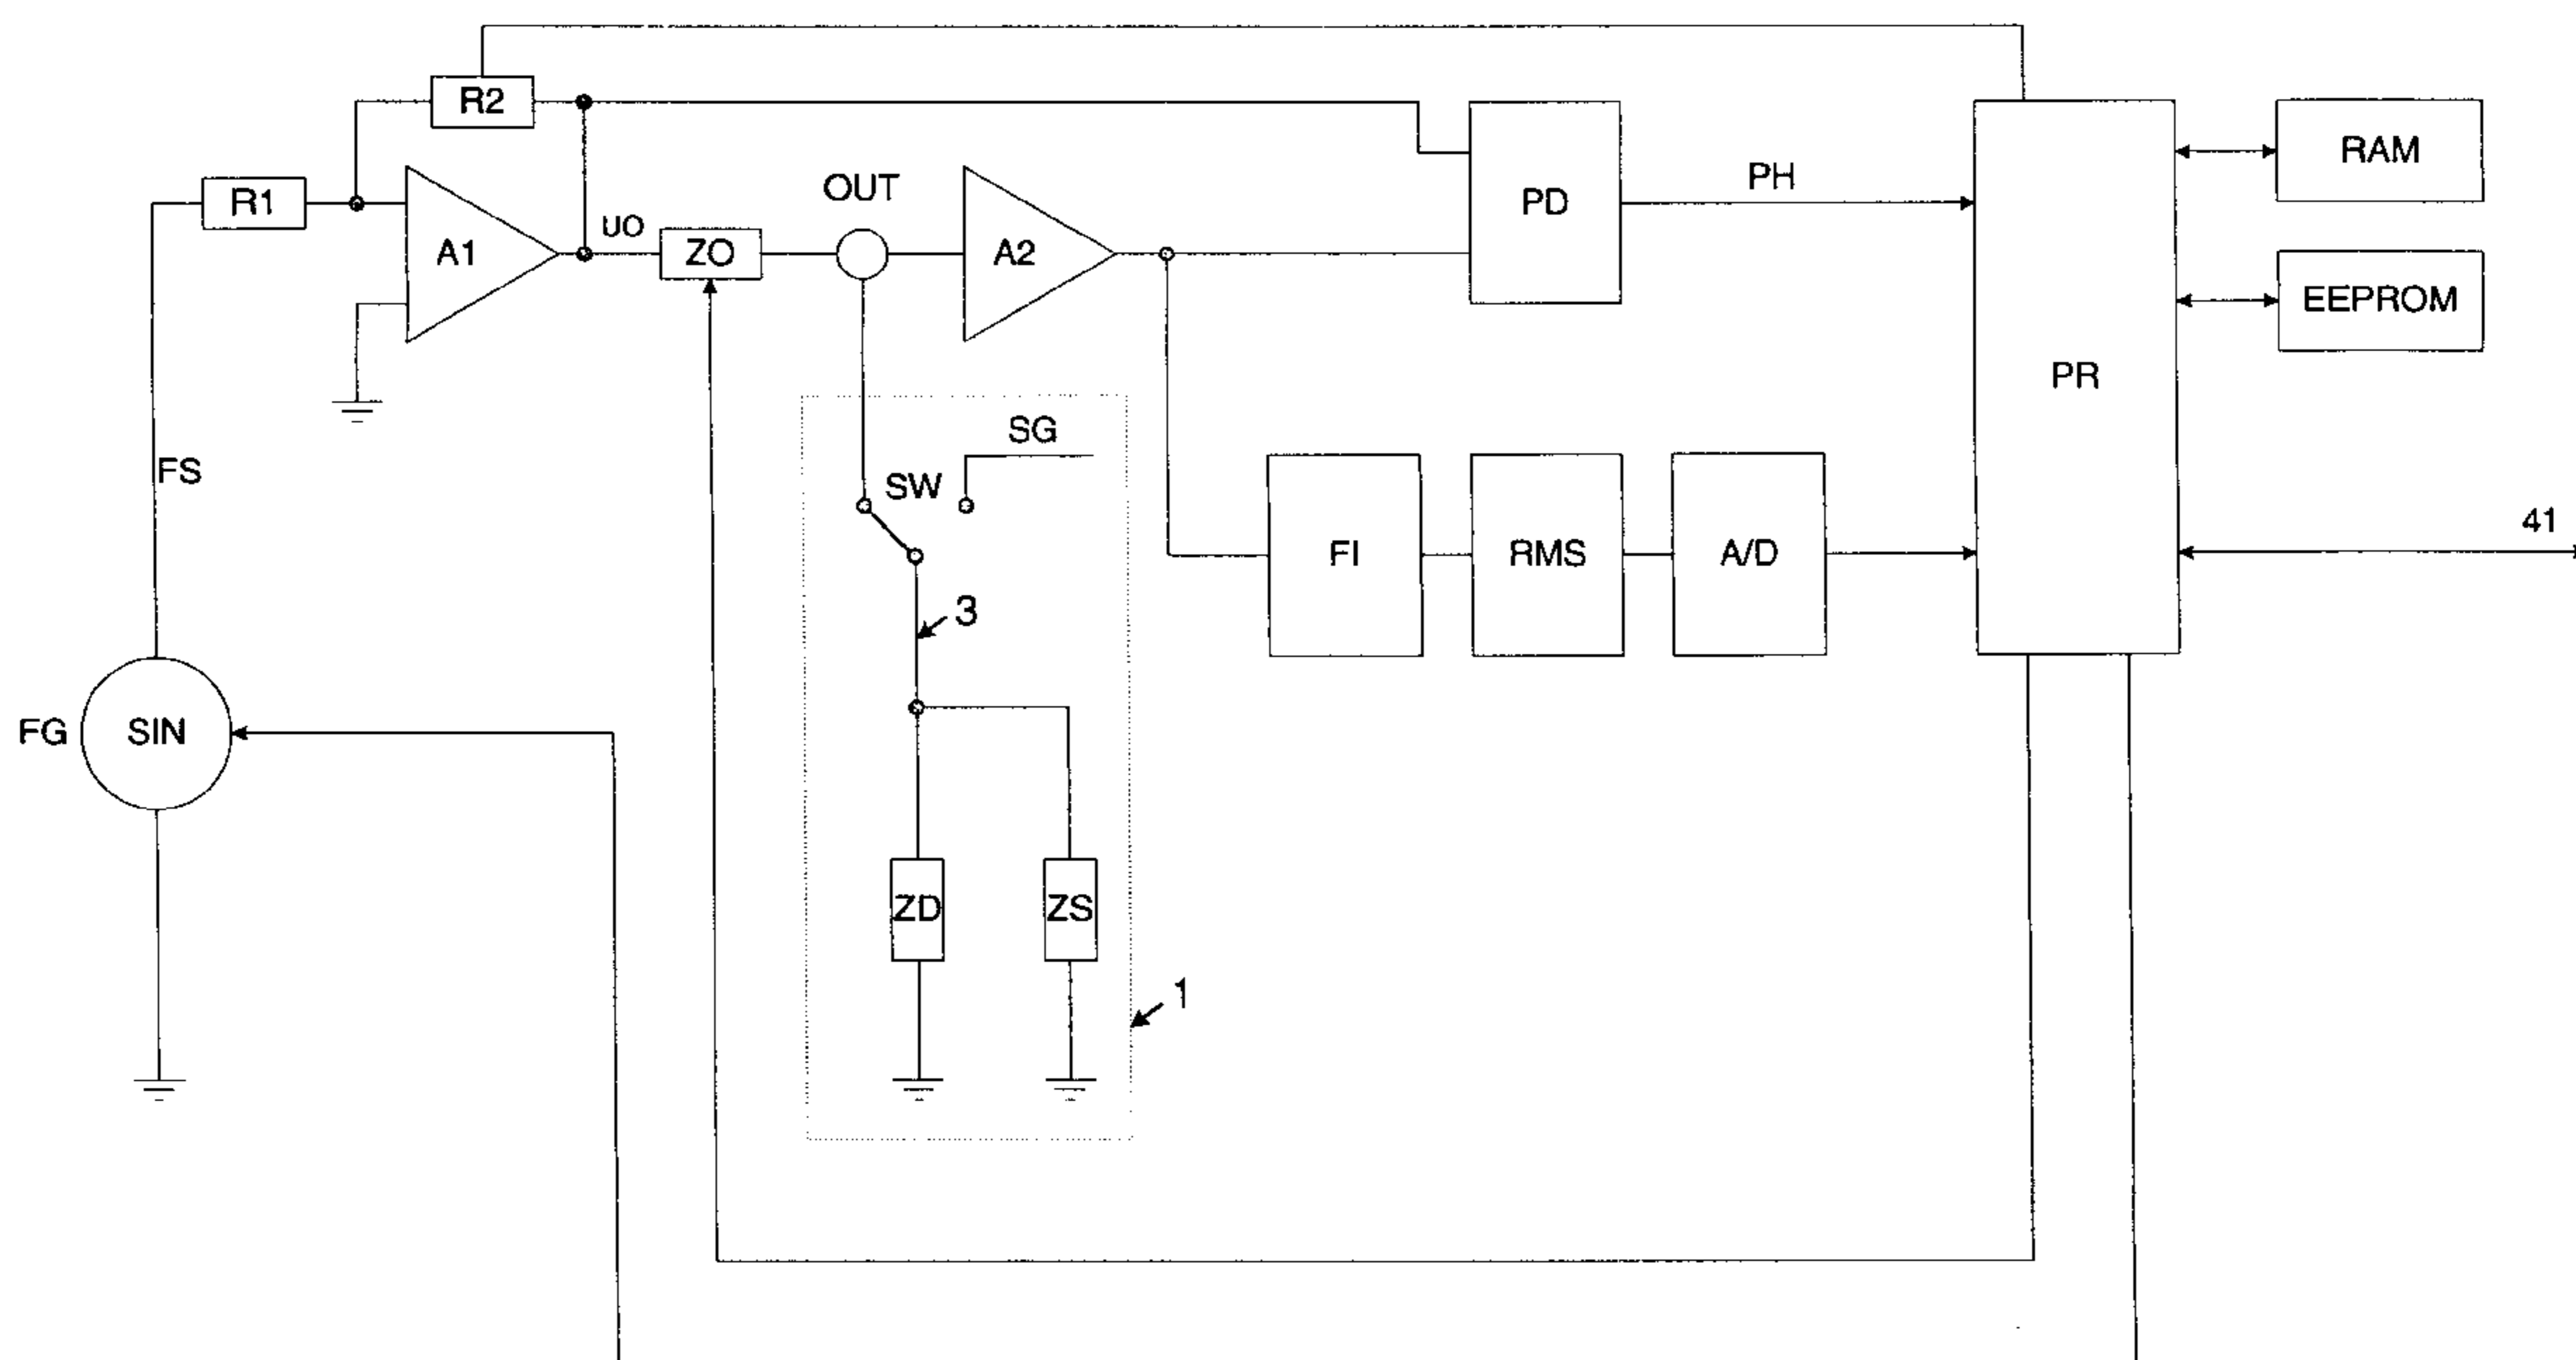 R2
R1
A1
UO
ZO
OUT
A2
PD
PH
PR
RAM
EEPROM
FS
SG
SW
3
FI
RMS
A/D
41
FG
SIN
ZD
ZS
1